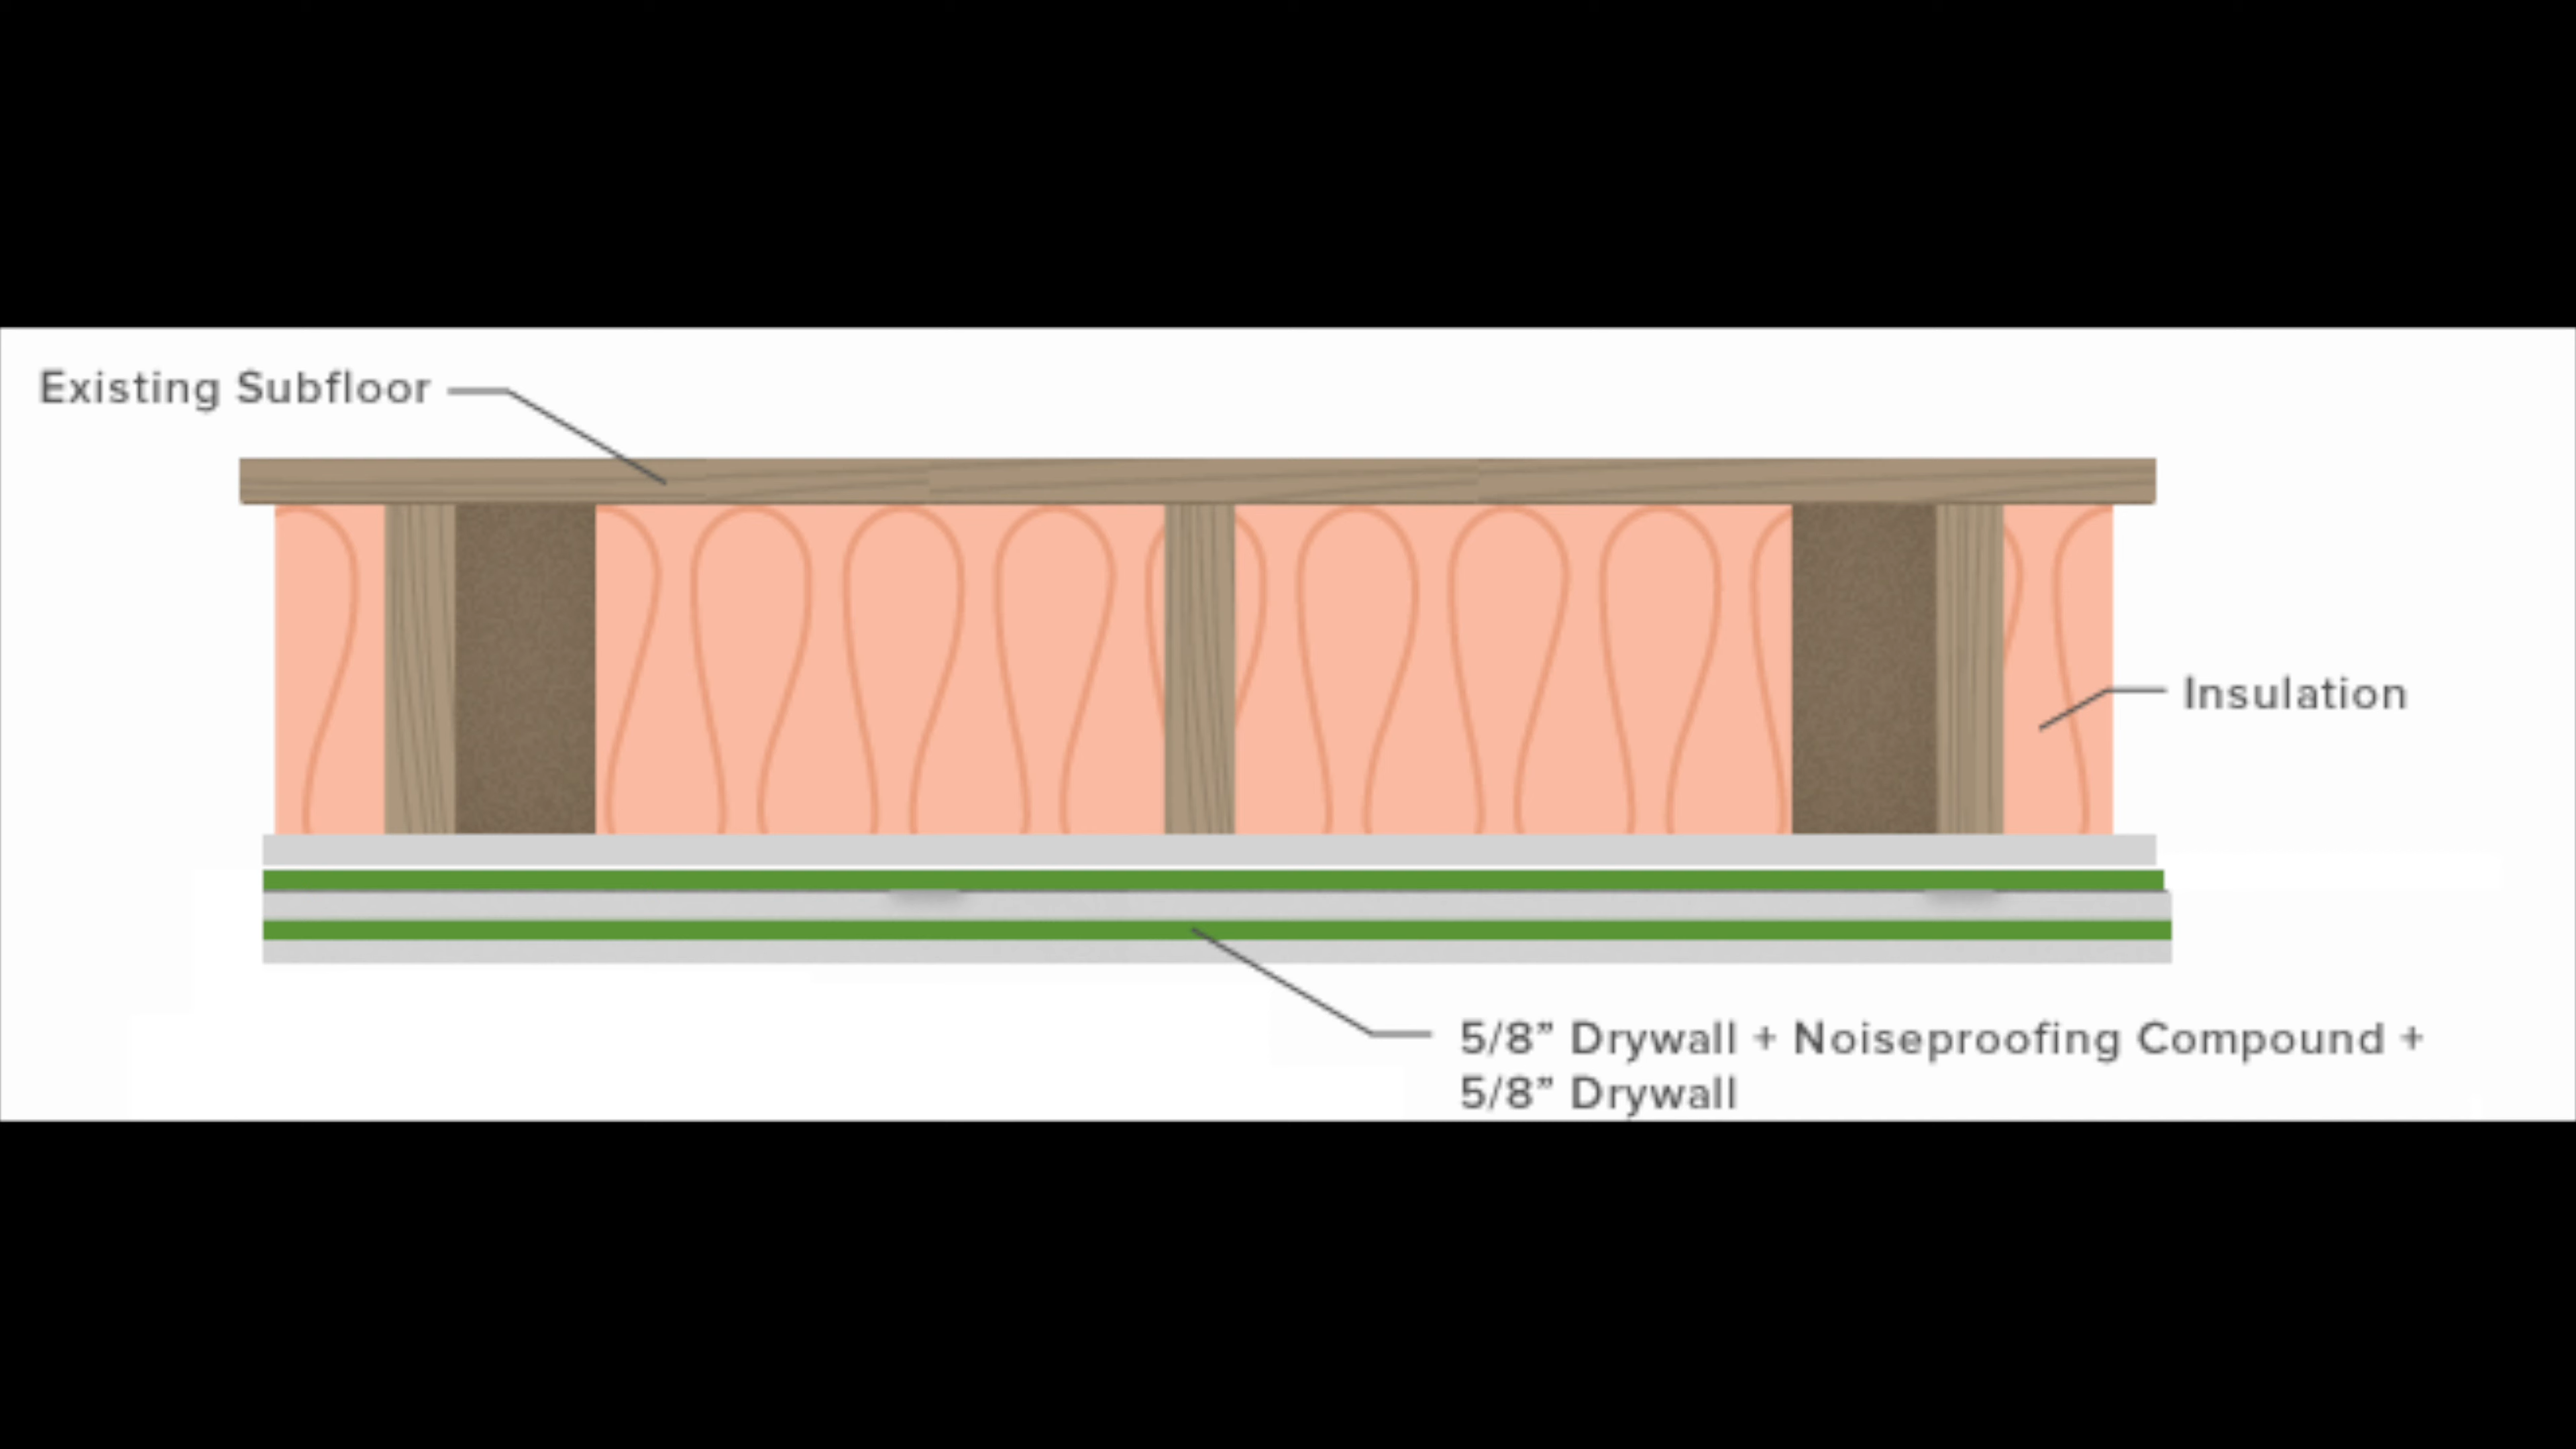 Existing Subfloor
Insulation
5/8” Drywall + Noiseproofing Compound +
5/8” Drywall